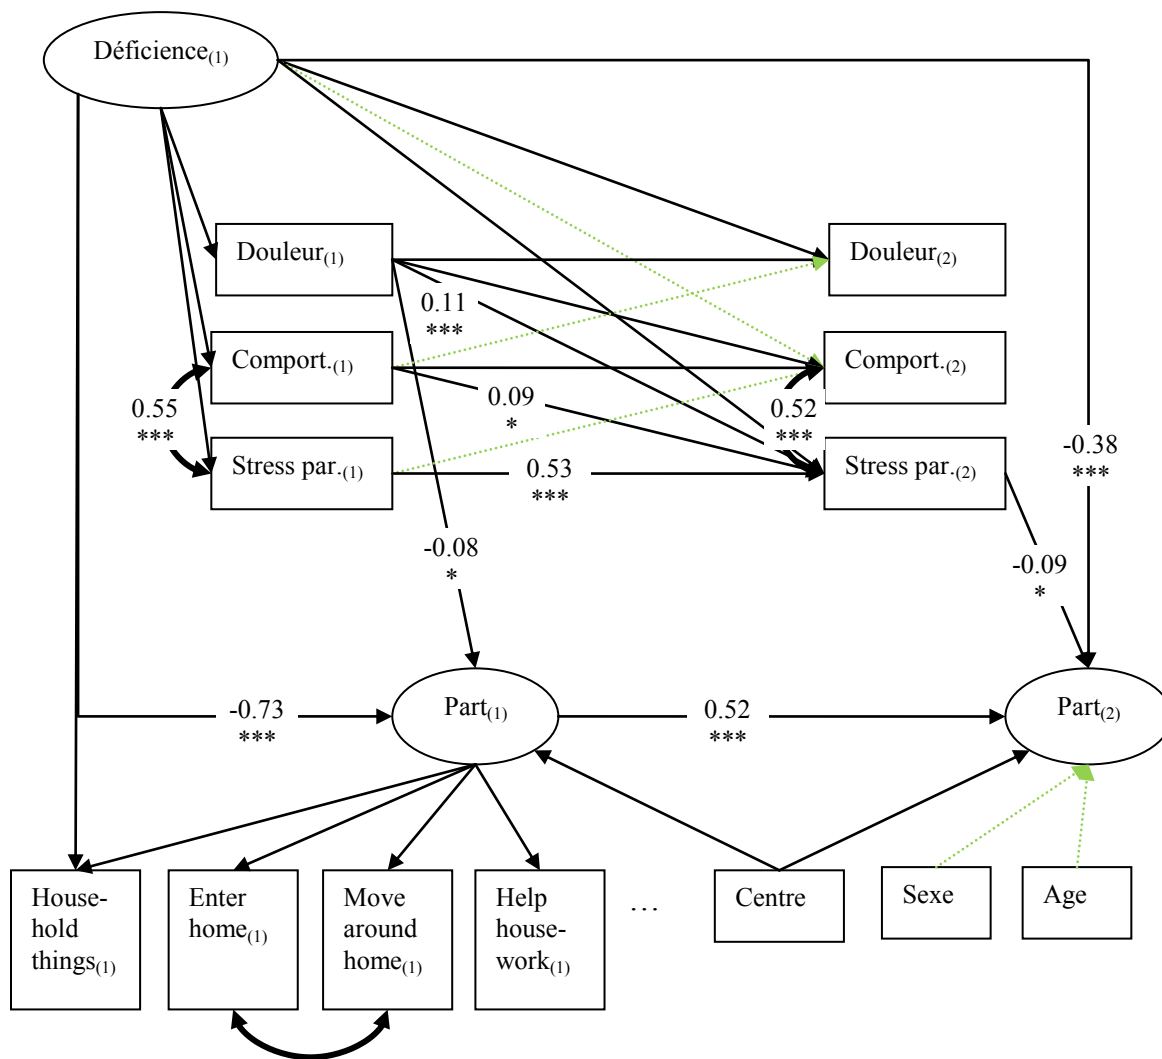 Déficience(1)
Douleur(1)
Douleur(2)
0.11
***
Comport.(1)
Comport.(2)
0.55
***
0.09
*
0.52
***
Stress par.(1)
0.53
***
Stress par.(2)
-0.38
***
-0.08
*
-0.09
*
-0.73
***
Part(1)
0.52
***
Part(2)
House-
hold
things(1)
Enter
home(1)
Move
around
home(1)
Help
house-
work(1)
...
Centre
Sexe
Age